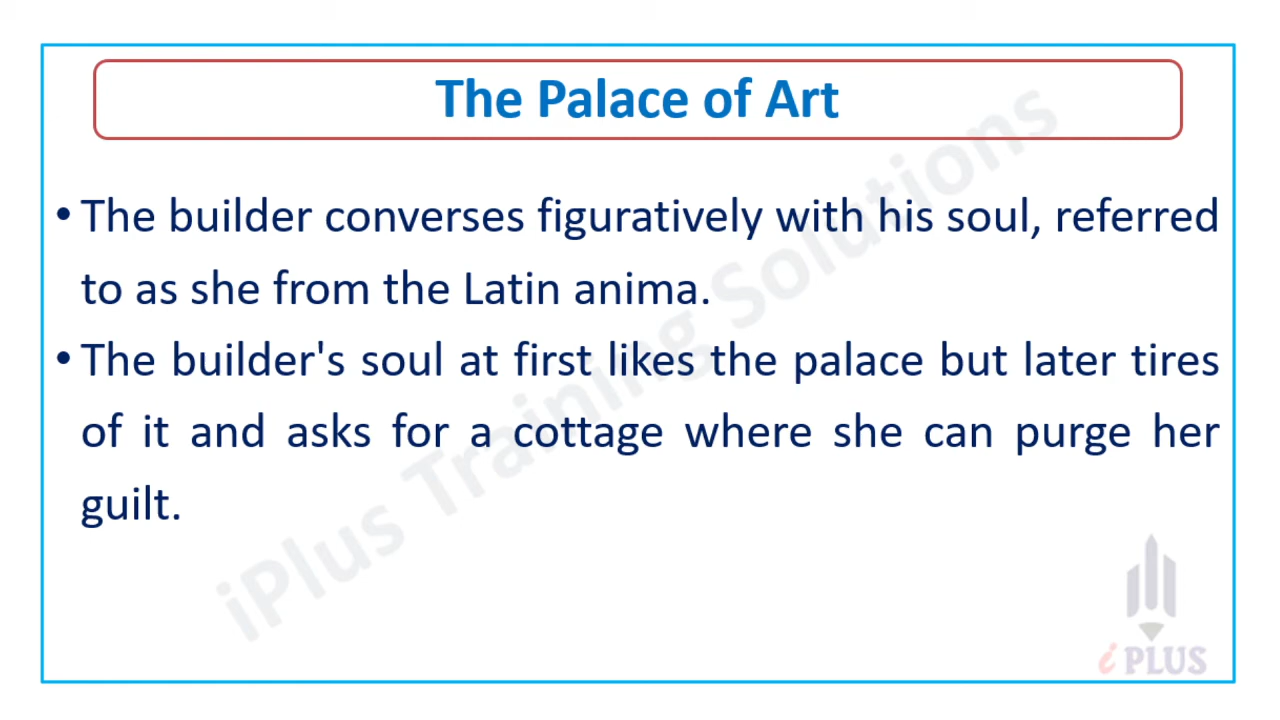 The Palace of Art
• The builder converses figuratively with his soul, referred
to as she from the Latin anima.
• The builder's soul at first likes the palace but later tires
of it and asks for a cottage where she can purge her
guilt.
iPlus Training Solutions
i PLUS